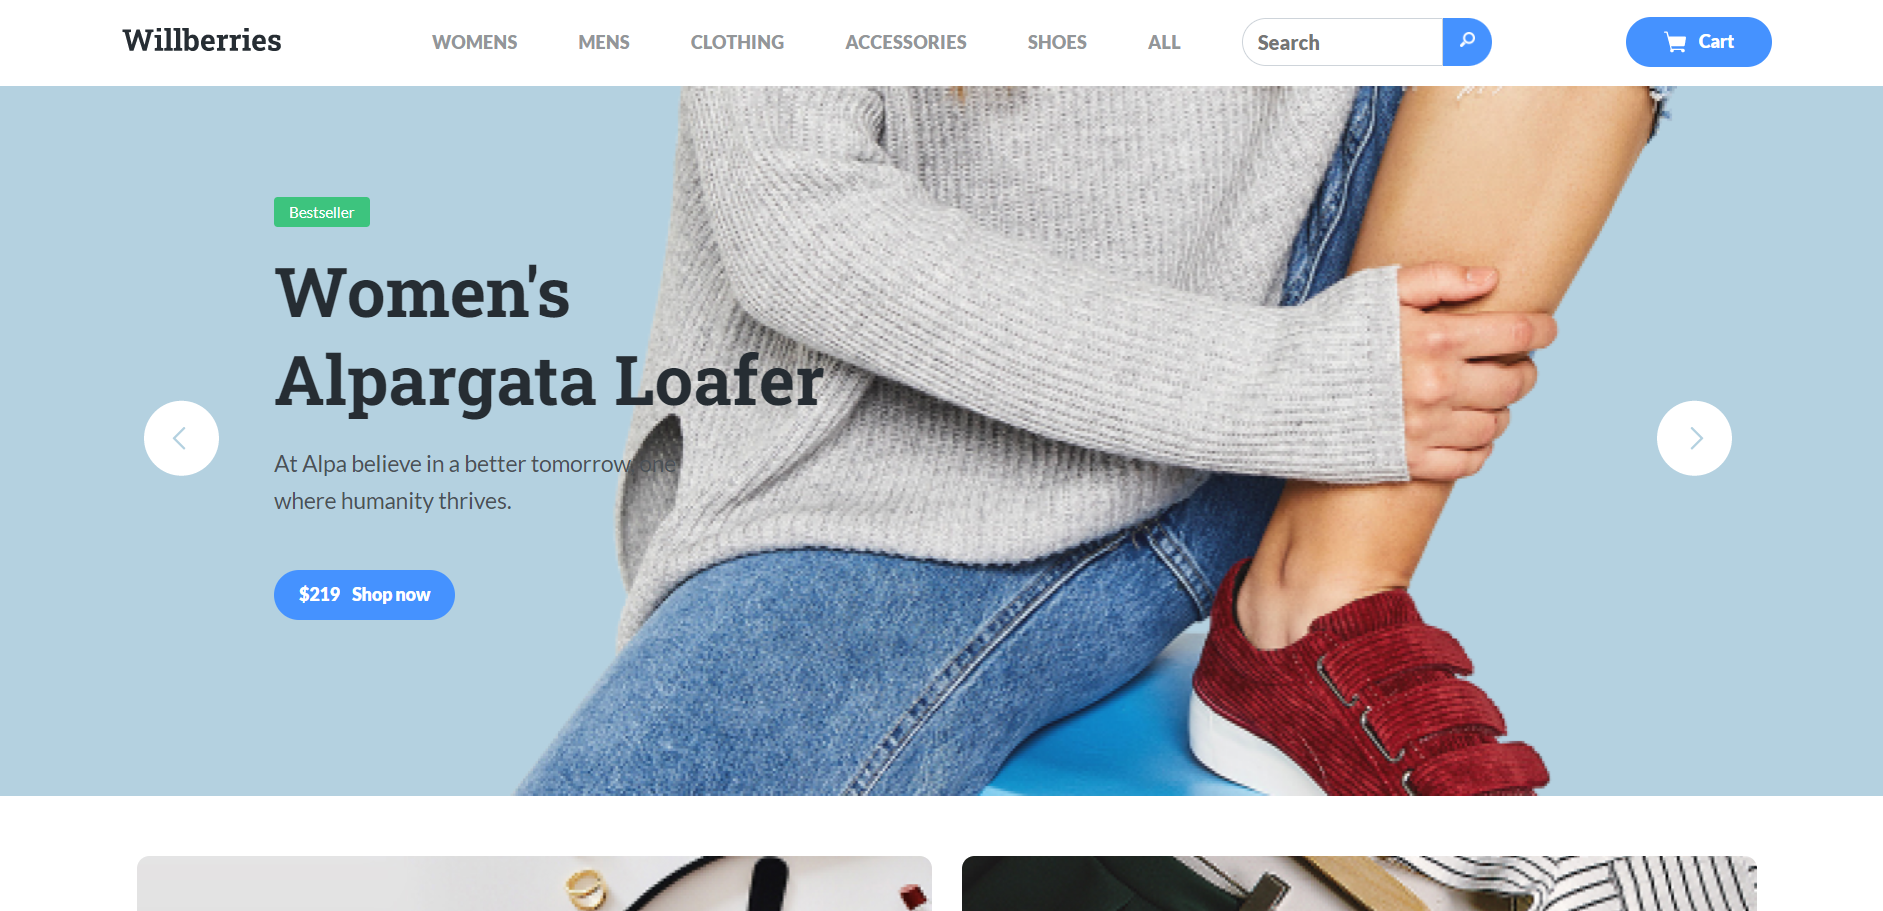 Willberries
WOMENS
MENS
CLOTHING
ACCESSORIES
SHOES
ALL
Search
Cart
Bestseller
Women's
Alpargata Loafer
At Alpa believe in a better tomorrow, one
where humanity thrives.
$219 Shop now